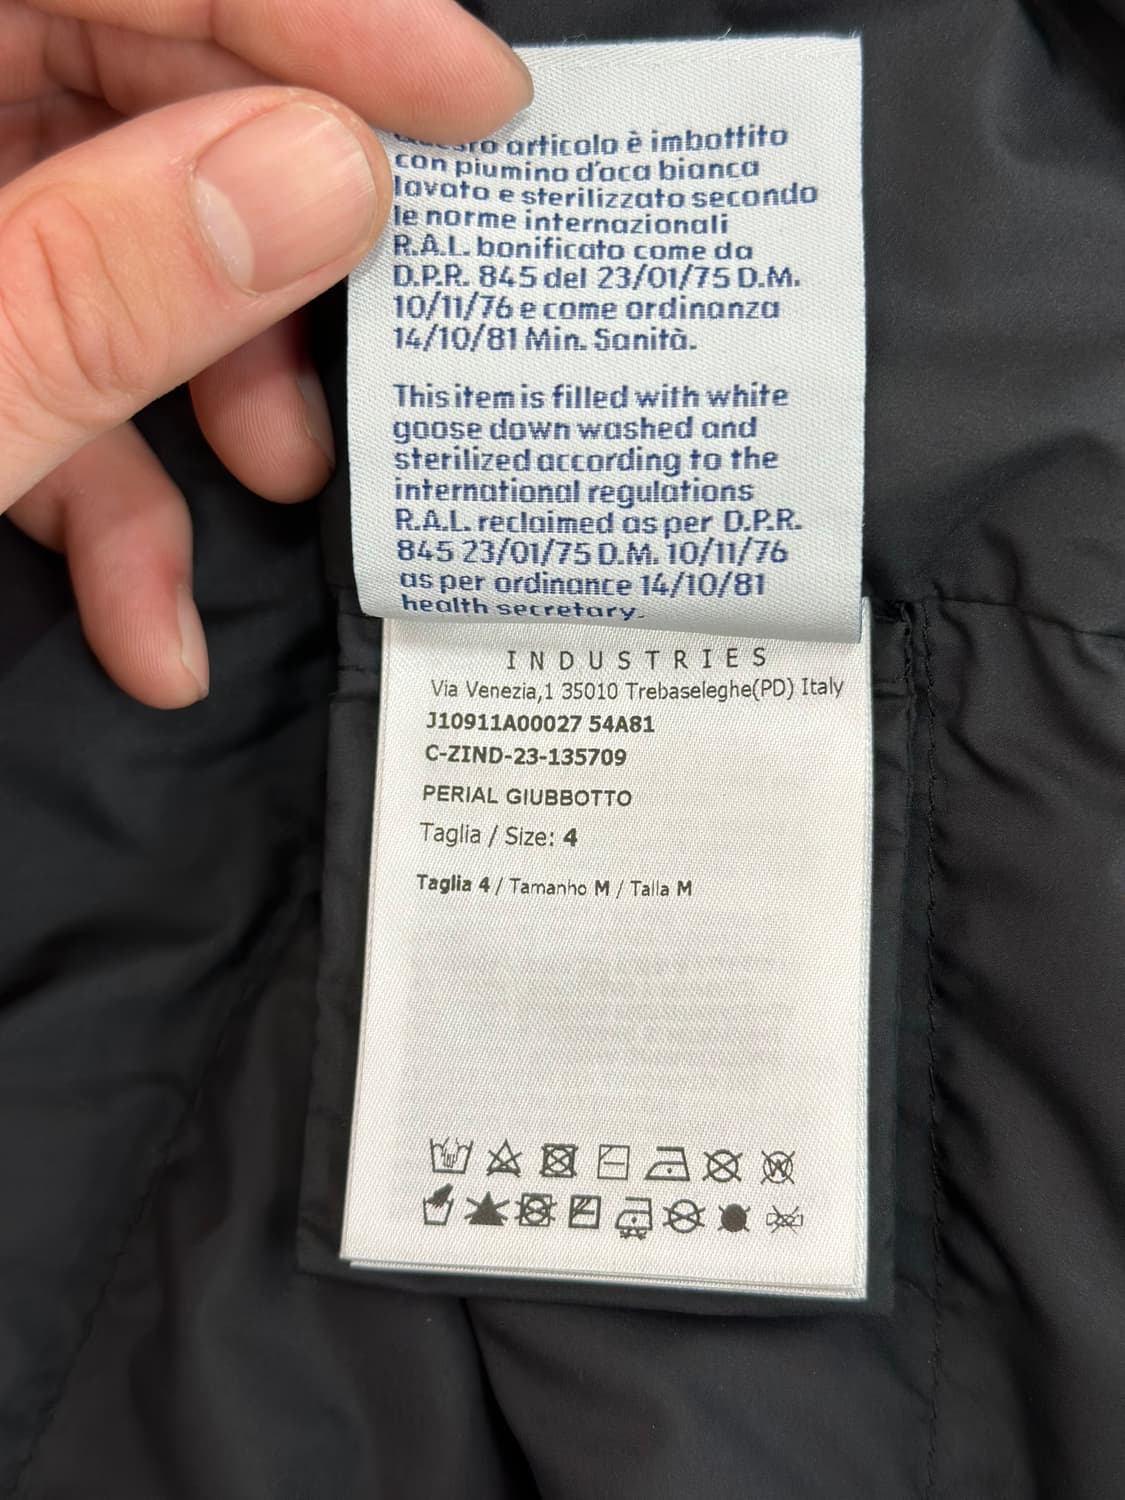 articolo è imbottito
con piumino d'oca bianca
lavato e sterilizzato secondo
le norme internazionali
R.A.L. bonificato come da
D.P.R. 845 del 23/01/75 D.M.
10/11/76 e come ordinanza
14/10/81 Min. Sanità.
This item is filled with white
goose down washed and
sterilized according to the
international regulations
R.A.L. reclaimed as per D.P.R.
845 23/01/75 D.M. 10/11/76
as per ordinance 14/10/81
health secretary.
INDUSTRIES
Via Venezia,1 35010 Trebaseleghe(PD) Italy
J10911A00027 54A81
C-ZIND-23-135709
PERIAL GIUBBOTTO
Taglia / Size: 4
Taglia 4 / Tamanho M / Talla M